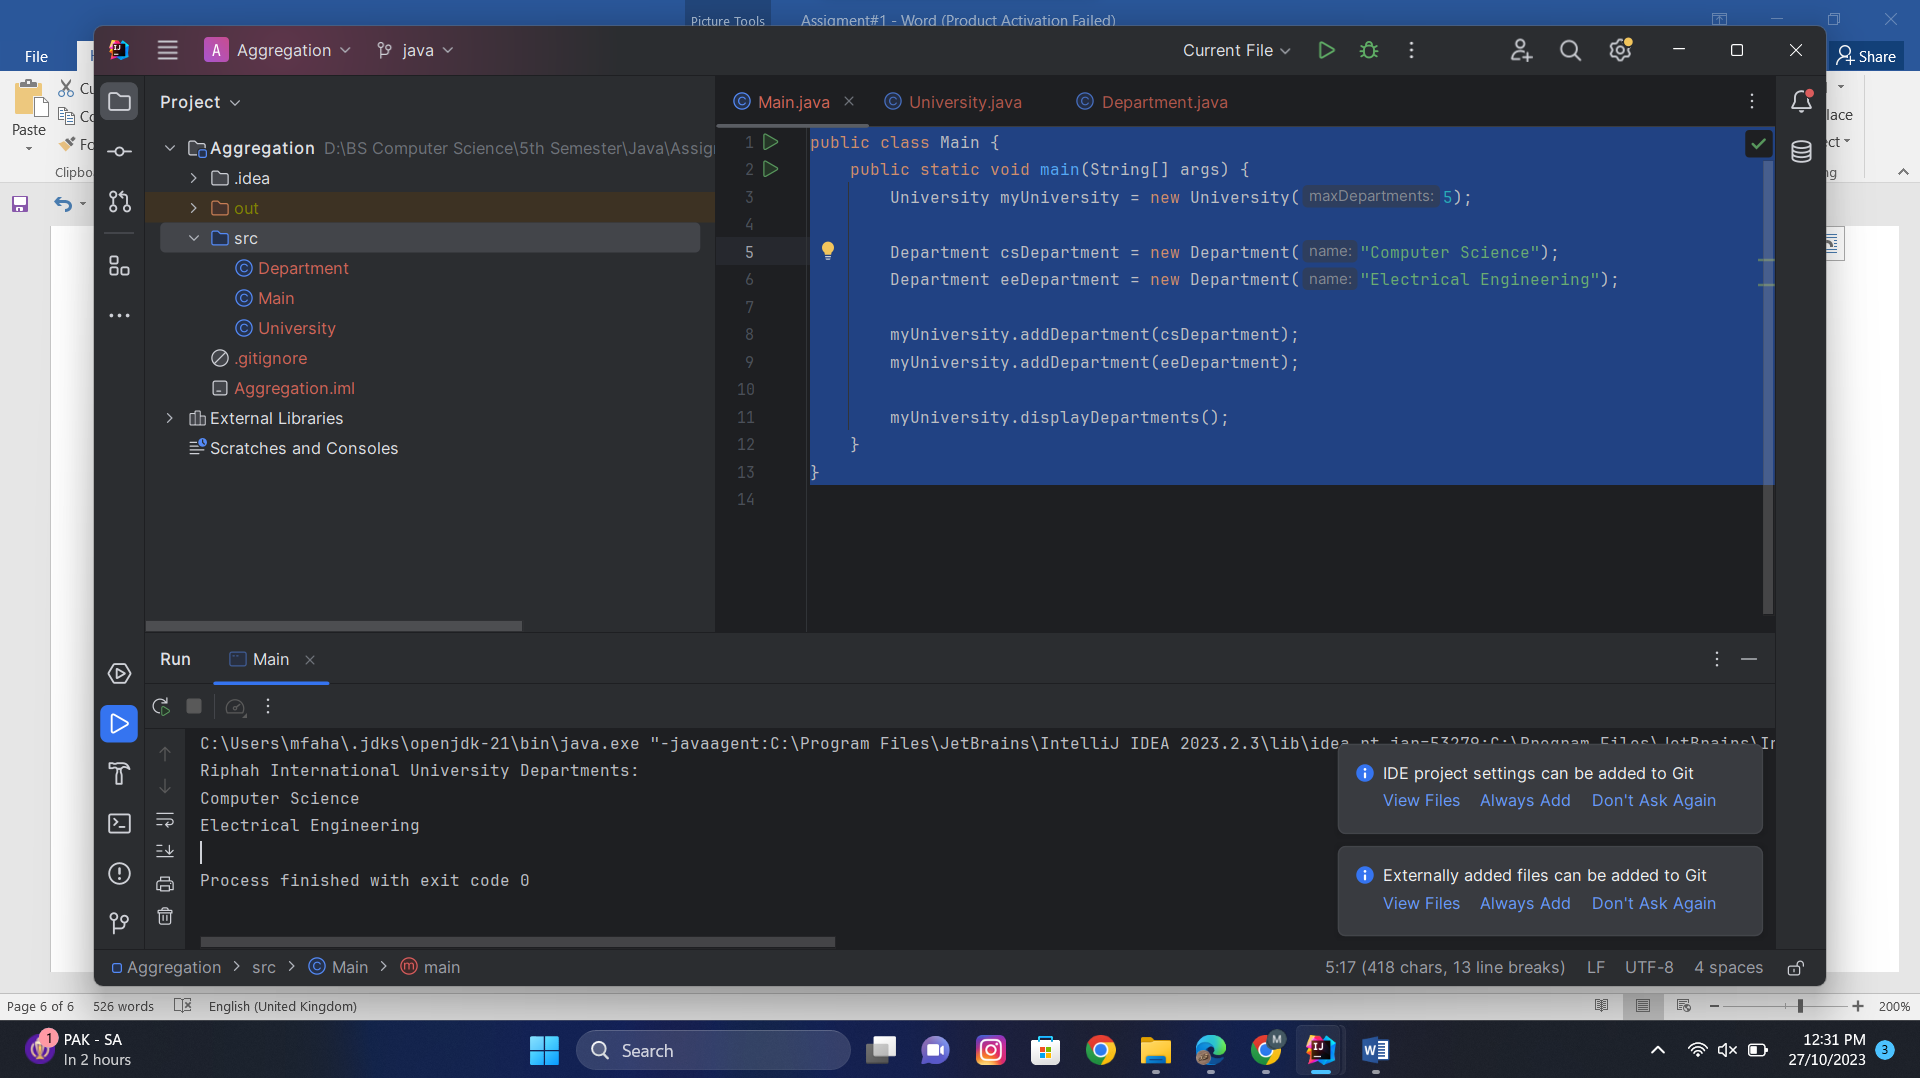 Picture Tools
Assigment#1 - Word (Product Activation Failed)
File
Share
Paste
Clipbo
Aggregation
java
Current File
Project
Main.java
University.java
Department.java
Aggregation D:\BS Computer Science\5th Semester\Java\Assig
.idea
out
src
Department
Main
University
.gitignore
Aggregation.iml
External Libraries
Scratches and Consoles
1 public class Main {
2 public static void main(String[] args) {
3 University myUniversity = new University( maxDepartments: 5);
4
5 Department csDepartment = new Department( name: "Computer Science");
6 Department eeDepartment = new Department( name: "Electrical Engineering");
7
8 myUniversity.addDepartment(csDepartment);
9 myUniversity.addDepartment(eeDepartment);
10
11 myUniversity.displayDepartments();
12 }
13 }
14
Run
Main
C:\Users\mfaha\.jdks\openjdk-21\bin\java.exe "-javaagent:C:\Program Files\JetBrains\IntelliJ IDEA 2023.2.3\lib\idea_rt.jar=53279:C:\Program Files\JetBrains\In
Riphah International University Departments:
Computer Science
Electrical Engineering
Process finished with exit code 0
IDE project settings can be added to Git
View Files Always Add Don't Ask Again
Externally added files can be added to Git
View Files Always Add Don't Ask Again
Aggregation > src > Main > main
5:17 (418 chars, 13 line breaks) LF UTF-8 4 spaces
Page 6 of 6 526 words English (United Kingdom)
200%
1 PAK - SA
In 2 hours
Search
M
12:31 PM
27/10/2023
3